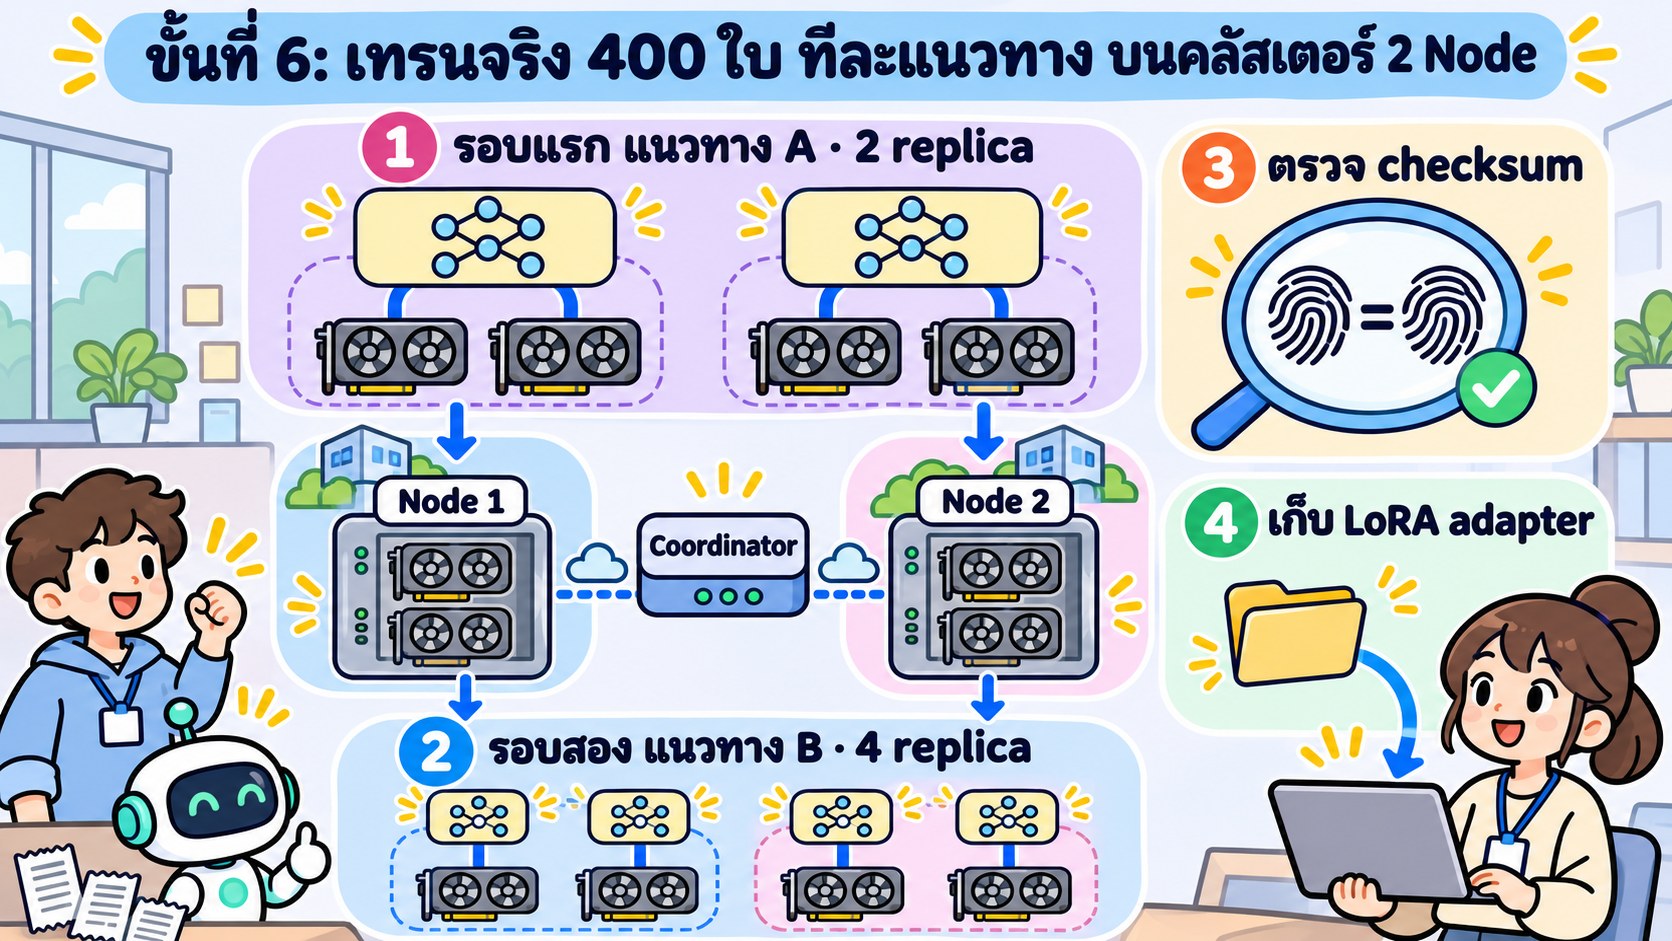 ขั้นที่ 6: เทรนจริง 400 ใบ ทีละแนวทาง บนคลัสเตอร์ 2 Node
1 รอบแรก แนวทาง A · 2 replica
Node 1
Coordinator
Node 2
2 รอบสอง แนวทาง B · 4 replica
3 ตรวจ checksum
=
4 เก็บ LoRA adapter